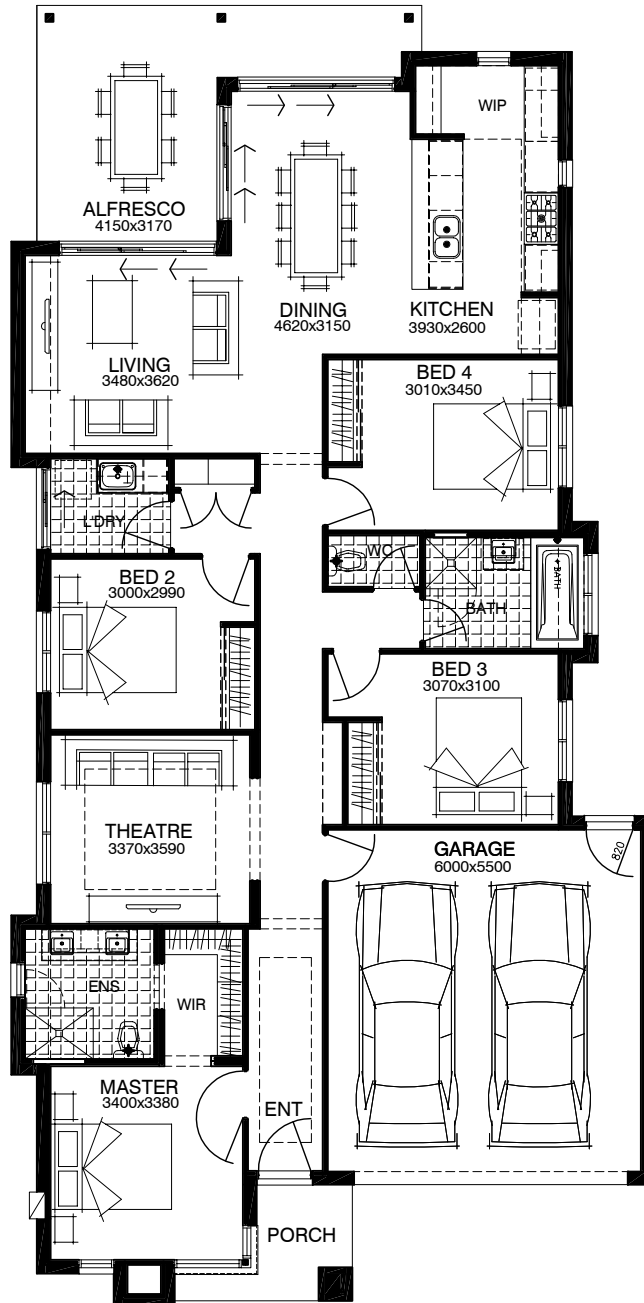 WIP
ALFRESCO
4150x3170
DINING
4620x3150
KITCHEN
3930x2600
LIVING
3480x3620
BED 4
3010x3450
L'DRY
WC
BATH
BATH
BED 2
3000x2990
BED 3
3070x3100
THEATRE
3370x3590
GARAGE
6000x5500
820
ENS
WIR
MASTER
3400x3380
ENT
PORCH